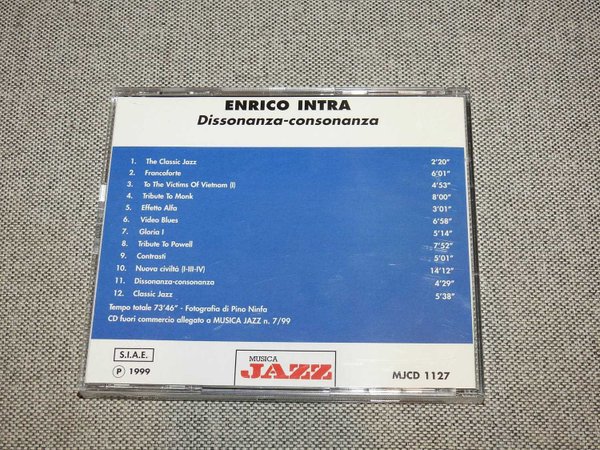 ENRICO INTRA
Dissonanza-consonanza
1. The Classic Jazz 2'20"
2. Francoforte 6'01"
3. To The Victims Of Vietnam (I) 4'53"
4. Tribute To Monk 8'00"
5. Effetto Alfa 3'01"
6. Video Blues 6'58"
7. Gloria I 5'14"
8. Tribute To Powell 7'52"
9. Contrasti 5'01"
10. Nuova civiltà (I-III-IV) 14'12"
11. Dissonanza-consonanza 4'29"
12. Classic Jazz 5'38"
Tempo totale 73'46" - Fotografia di Pino Ninfa
CD fuori commercio allegato a MUSICA JAZZ n. 7/99
S.I.A.E.
℗ 1999
MUSICA
JAZZ
MJCD 1127